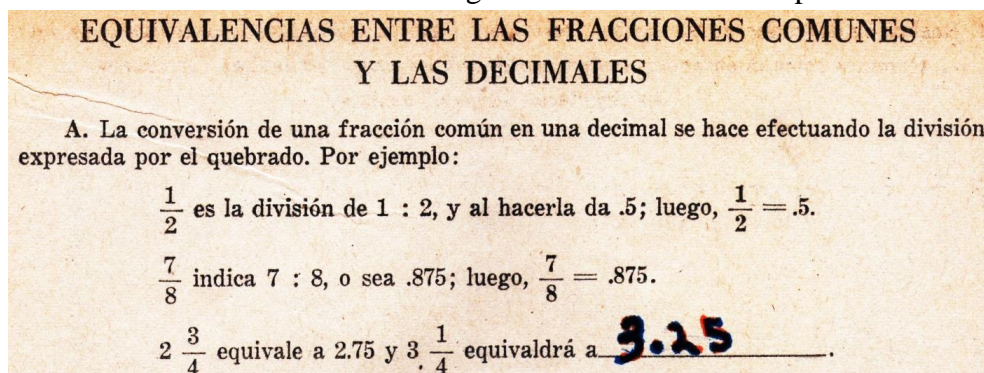 EQUIVALENCIAS ENTRE LAS FRACCIONES COMUNES
Y LAS DECIMALES
A. La conversión de una fracción común en una decimal se hace efectuando la división
expresada por el quebrado. Por ejemplo:
1/2 es la división de 1 : 2, y al hacerla da .5; luego, 1/2 = .5.
7/8 indica 7 : 8, o sea .875; luego, 7/8 = .875.
2 3/4 equivale a 2.75 y 3 1/4 equivaldrá a 3.25.